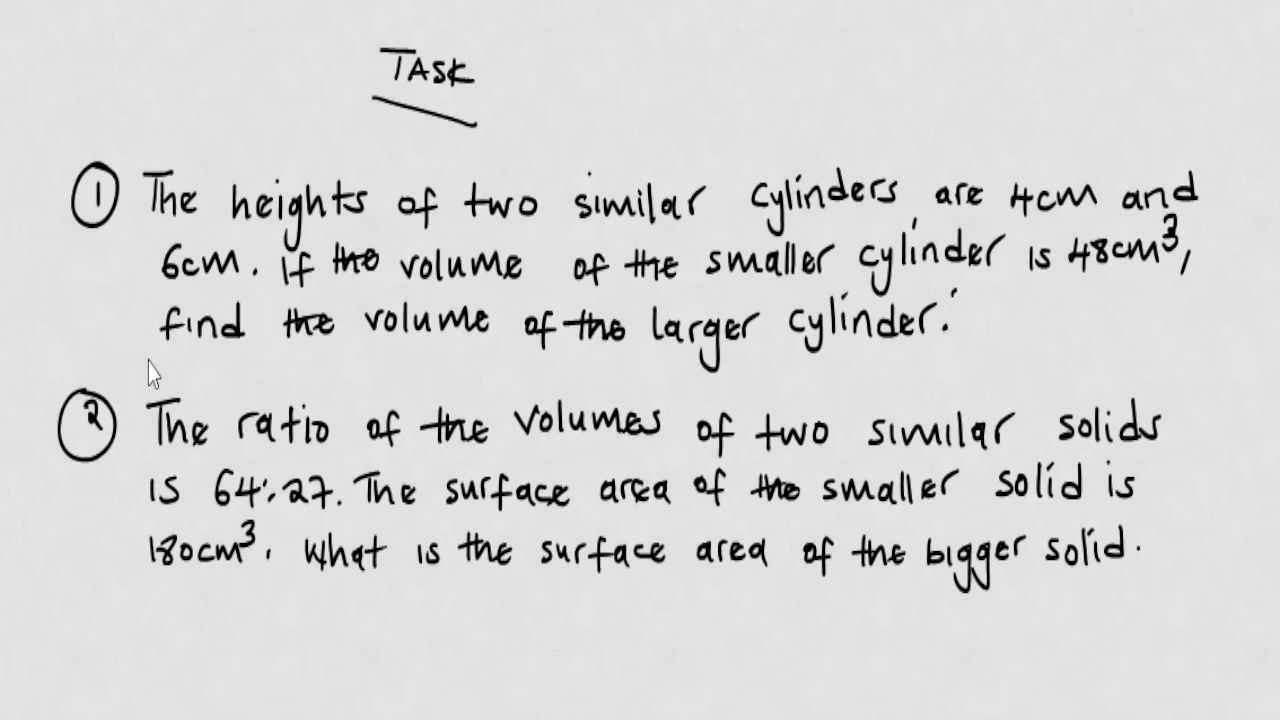 TASK
① The heights of two similar cylinders are 4cm and
6cm. if the volume of the smaller cylinder is 48cm³,
find the volume of the larger cylinder.
② The ratio of the volumes of two similar solids
is 64:27. The surface area of the smaller solid is
180cm³. What is the surface area of the bigger solid.